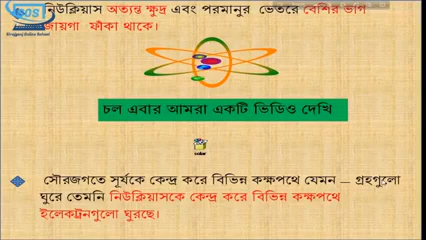 নিউক্লিয়াস অত্যন্ত ক্ষুদ্র এবং পরমানুর ভেতরে বেশির ভাগ
জায়গা ফাঁকা থাকে।
চল এবার আমরা একটি ভিডিও দেখি
সৌরজগতে সূর্যকে কেন্দ্র করে বিভিন্ন কক্ষপথে যেমন – গ্রহগুলো
ঘুরে তেমনি নিউক্লিয়াসকে কেন্দ্র করে বিভিন্ন কক্ষপথে
ইলেকট্রনগুলো ঘুরছে।